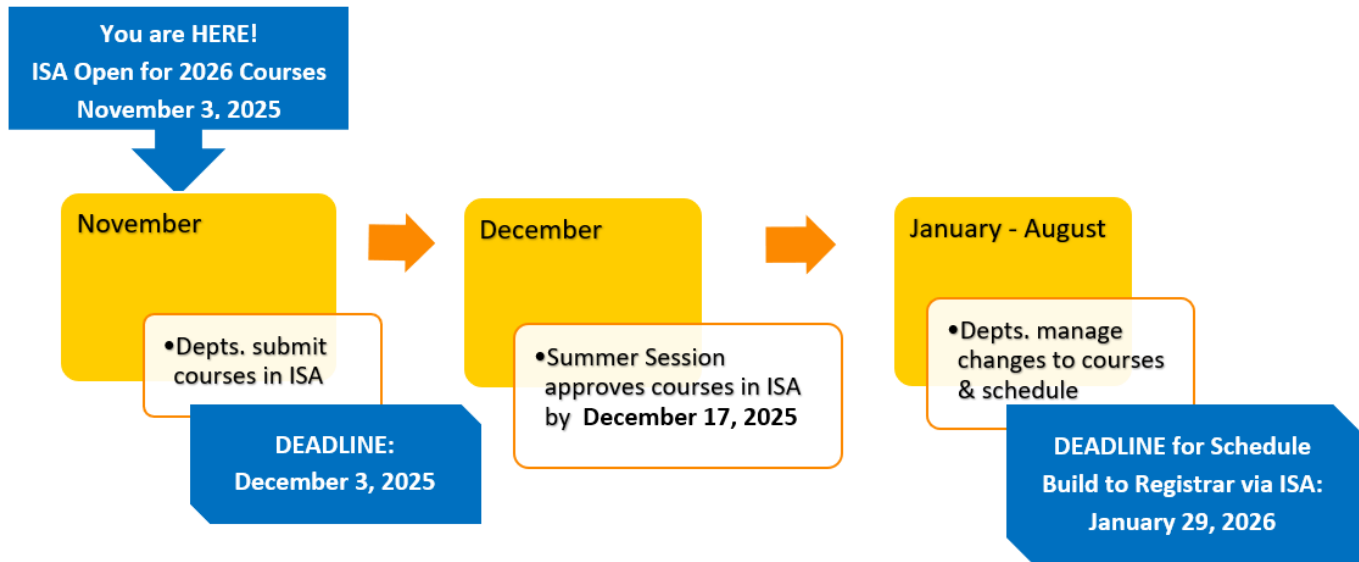 You are HERE!
ISA Open for 2026 Courses
November 3, 2025
November
•Depts. submit
courses in ISA
DEADLINE:
December 3, 2025
December
•Summer Session
approves courses in ISA
by December 17, 2025
January - August
•Depts. manage
changes to courses
& schedule
DEADLINE for Schedule
Build to Registrar via ISA:
January 29, 2026